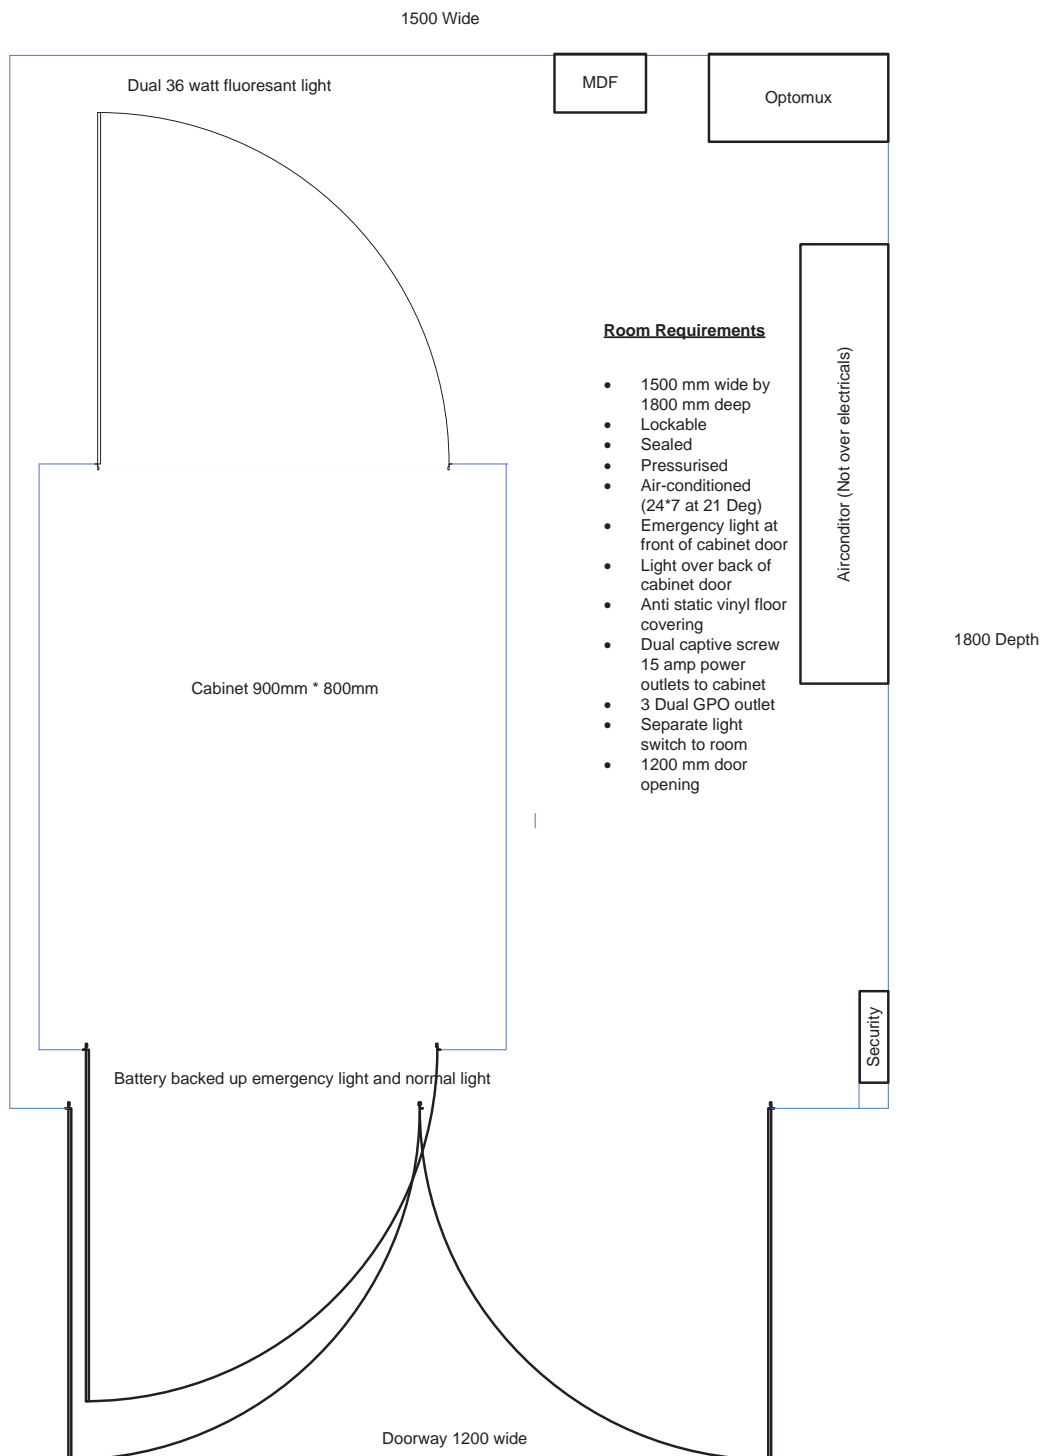 1500 Wide
Dual 36 watt fluoresant light
MDF
Optomux
Room Requirements
• 1500 mm wide by
1800 mm deep
• Lockable
• Sealed
• Pressurised
• Air-conditioned
(24*7 at 21 Deg)
• Emergency light at
front of cabinet door
• Light over back of
cabinet door
• Anti static vinyl floor
covering
• Dual captive screw
15 amp power
outlets to cabinet
• 3 Dual GPO outlet
• Separate light
switch to room
• 1200 mm door
opening
Airconditor (Not over electricals)
1800 Depth
Cabinet 900mm * 800mm
Security
Battery backed up emergency light and normal light
Doorway 1200 wide